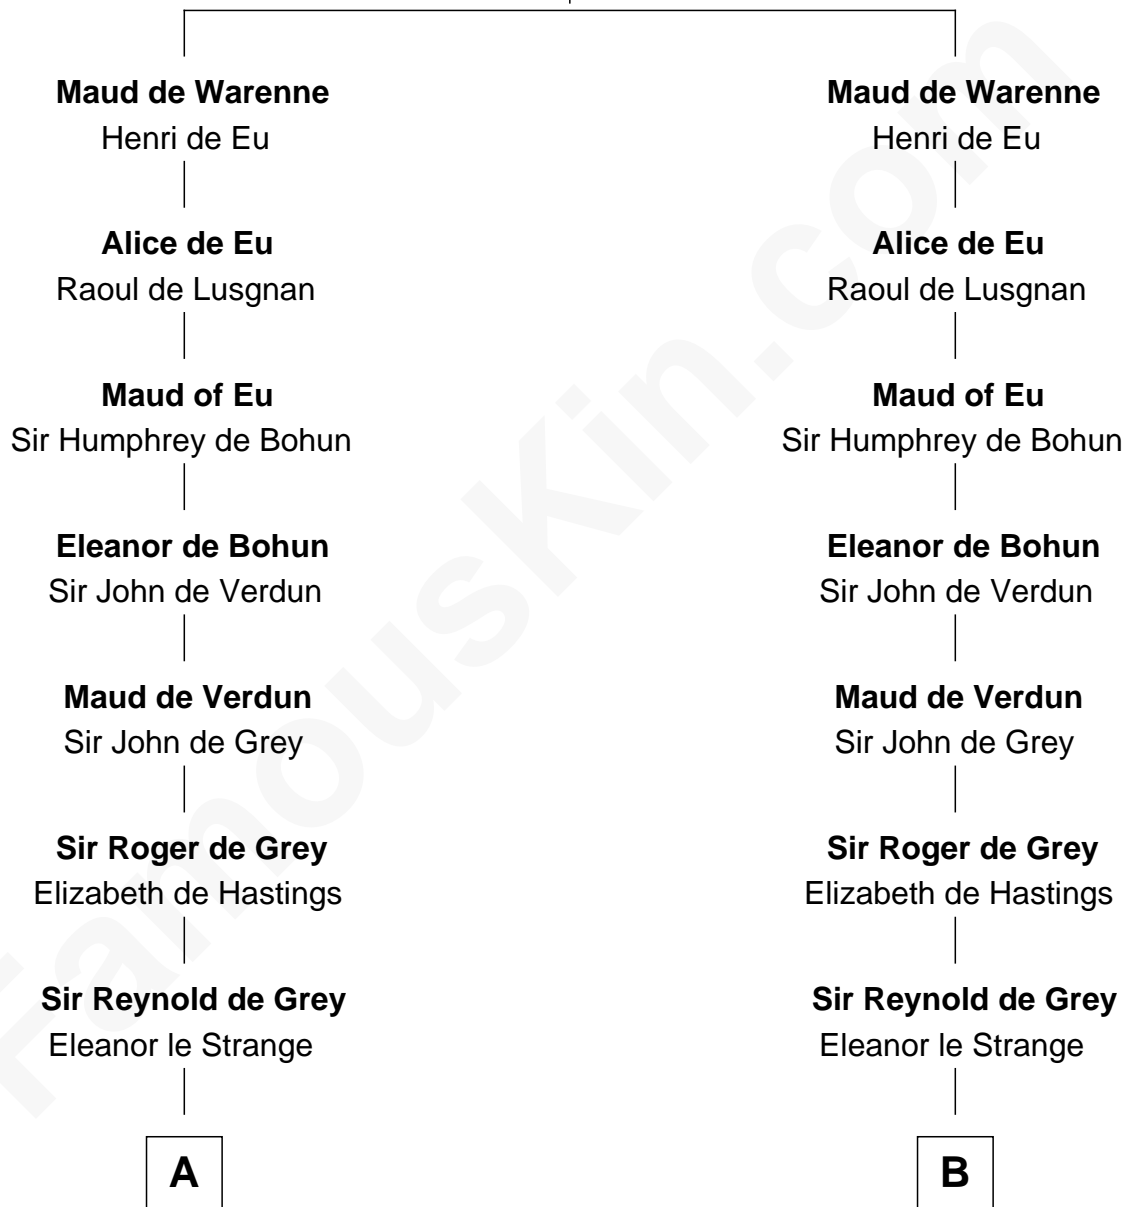 Maud de Warenne
Henri de Eu
Alice de Eu
Raoul de Lusgnan
Maud of Eu
Sir Humphrey de Bohun
Eleanor de Bohun
Sir John de Verdun
Maud de Verdun
Sir John de Grey
Sir Roger de Grey
Elizabeth de Hastings
Sir Reynold de Grey
Eleanor le Strange
A
Maud de Warenne
Henri de Eu
Alice de Eu
Raoul de Lusgnan
Maud of Eu
Sir Humphrey de Bohun
Eleanor de Bohun
Sir John de Verdun
Maud de Verdun
Sir John de Grey
Sir Roger de Grey
Elizabeth de Hastings
Sir Reynold de Grey
Eleanor le Strange
B
FamousKin.com